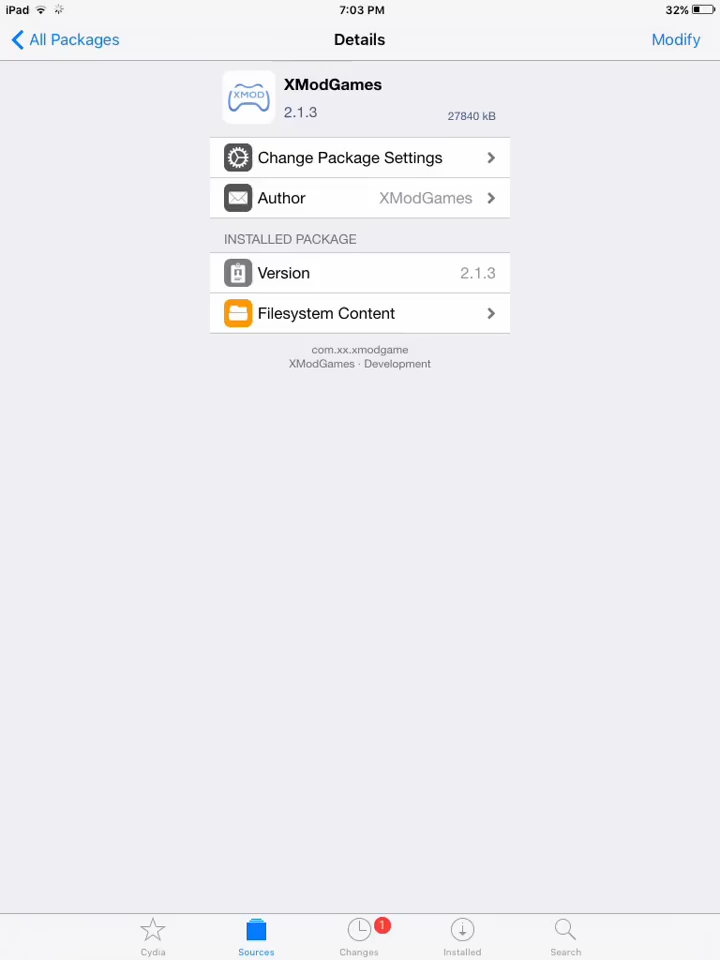 iPad 7:03 PM 32%
All Packages Details Modify
XMOD
XModGames
2.1.3 27840 kB
Change Package Settings
Author XModGames
INSTALLED PACKAGE
Version 2.1.3
Filesystem Content
com.xx.xmodgame
XModGames · Development
1
Cydia Sources Changes Installed Search